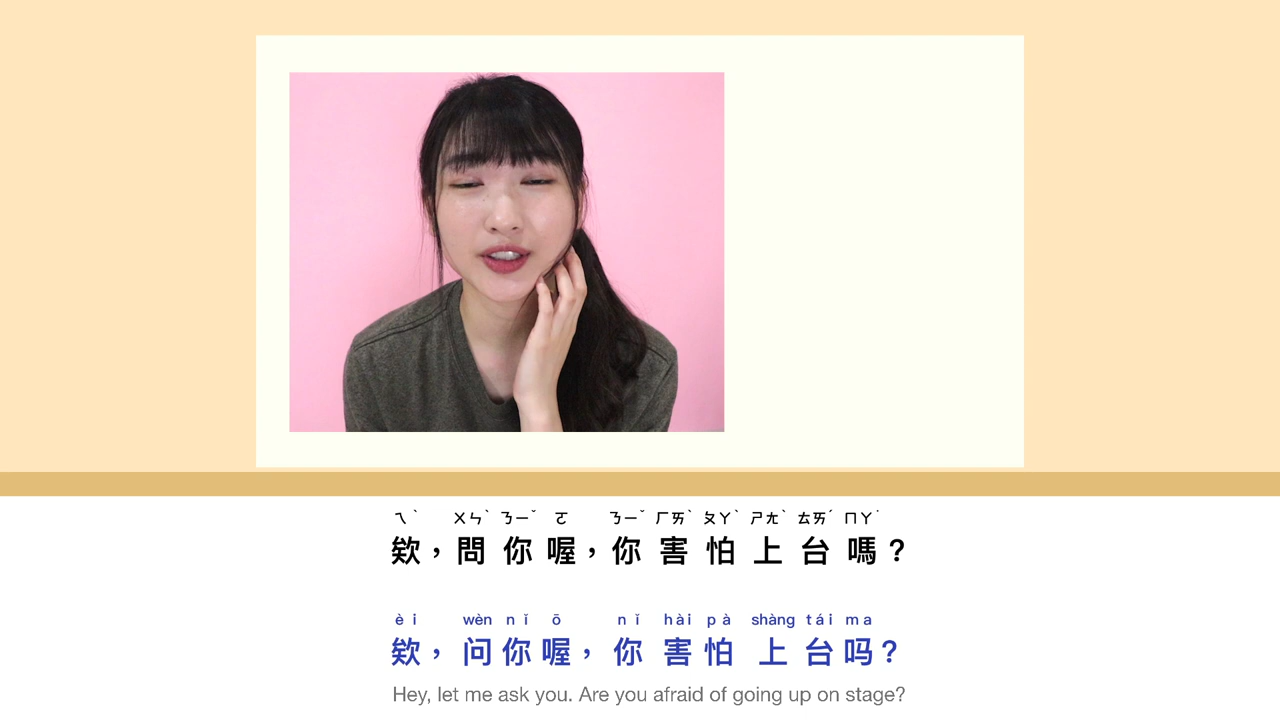 ㄟˋ ㄨㄣˋ ㄋㄧˇ ㄛ ㄋㄧˇ ㄏㄞˋ ㄆㄚˋ ㄕㄤˋ ㄊㄞˊ ㄇㄚ˙
欸，問你喔，你害怕上台嗎？
èi wèn nǐ ō nǐ hài pà shàng tái ma
欸，问你喔，你害怕上台吗？
Hey, let me ask you. Are you afraid of going up on stage?